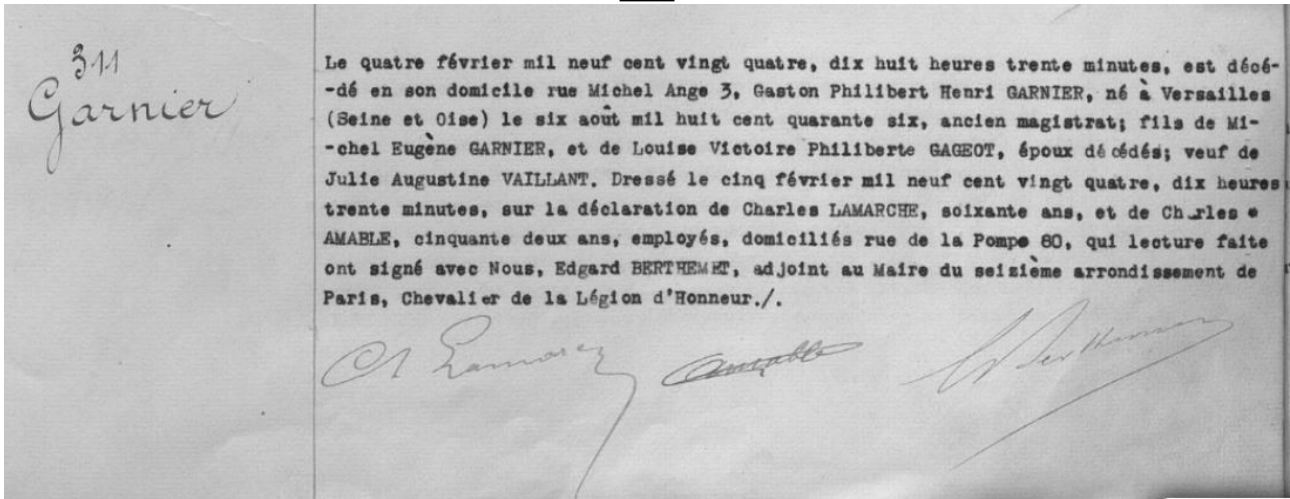 311
Garnier
Le quatre février mil neuf cent vingt quatre, dix huit heures trente minutes, est décé-
-dé en son domicile rue Michel Ange 3, Gaston Philibert Henri GARNIER, né à Versailles
(Seine et Oise) le six août mil huit cent quarante six, ancien magistrat; fils de Mi-
-chel Eugène GARNIER, et de Louise Victoire Philiberte GAGEOT, époux décédés; veuf de
Julie Augustine VAILLANT. Dressé le cinq février mil neuf cent vingt quatre, dix heures
trente minutes, sur la déclaration de Charles LAMARCHE, soixante ans, et de Charles
AMABLE, cinquante deux ans, employés, domiciliés rue de la Pompe 80, qui lecture faite
ont signé avec Nous, Edgard BERTHEMET, adjoint au Maire du seizième arrondissement de
Paris, Chevalier de la Légion d'Honneur./.
Amable